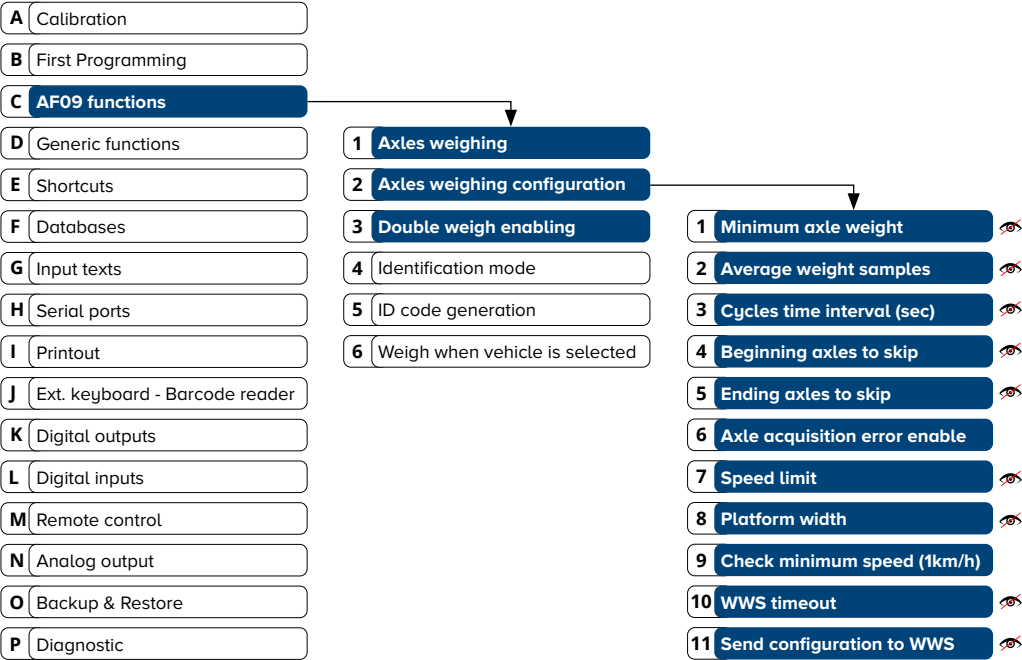 A Calibration
B First Programming
C AF09 functions
D Generic functions
E Shortcuts
F Databases
G Input texts
H Serial ports
I Printout
J Ext. keyboard - Barcode reader
K Digital outputs
L Digital inputs
M Remote control
N Analog output
O Backup & Restore
P Diagnostic
1 Axles weighing
2 Axles weighing configuration
3 Double weigh enabling
4 Identification mode
5 ID code generation
6 Weigh when vehicle is selected
1 Minimum axle weight
2 Average weight samples
3 Cycles time interval (sec)
4 Beginning axles to skip
5 Ending axles to skip
6 Axle acquisition error enable
7 Speed limit
8 Platform width
9 Check minimum speed (1km/h)
10 WWS timeout
11 Send configuration to WWS